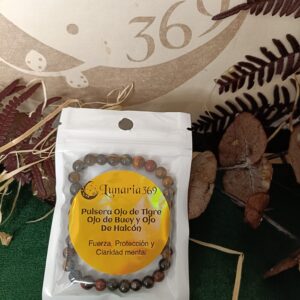 369
Lunaria369
Pulsera Ojo de Tigre
Ojo de Buey y Ojo
De Halcón
Fuerza, Protección y
Claridad mental